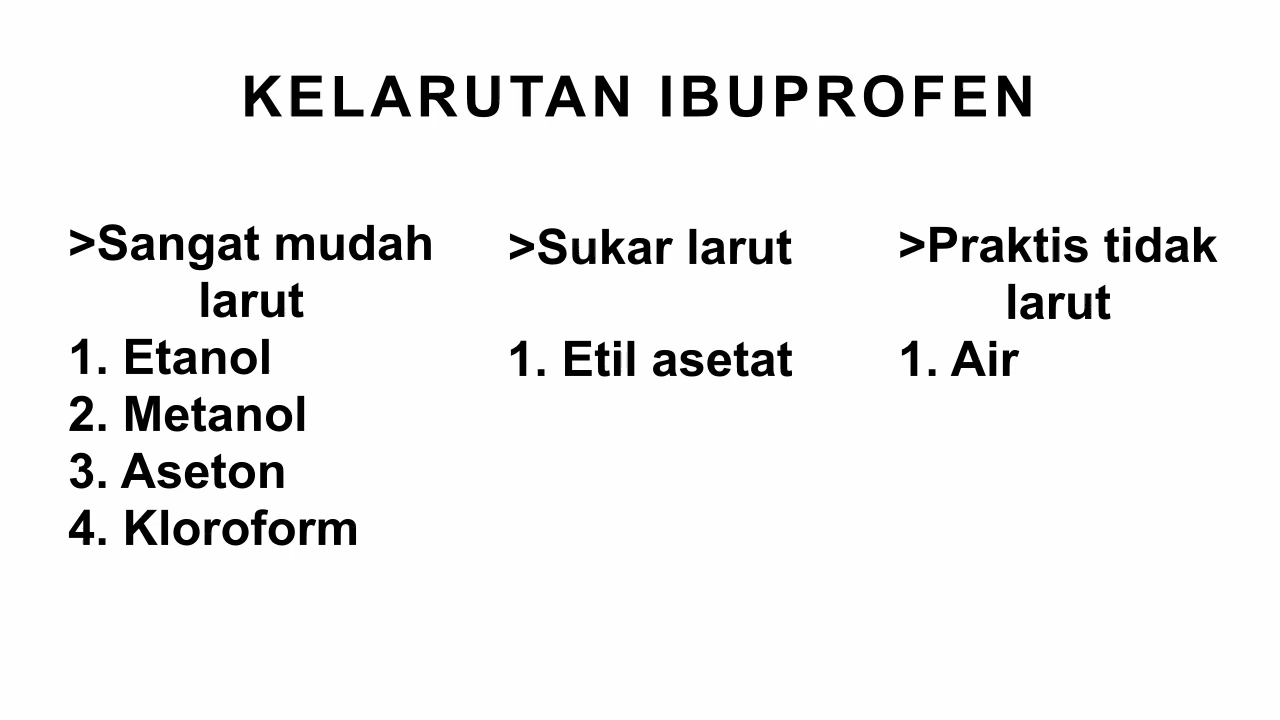 KELARUTAN IBUPROFEN
>Sangat mudah
larut
1. Etanol
2. Metanol
3. Aseton
4. Kloroform
>Sukar larut
1. Etil asetat
>Praktis tidak
larut
1. Air